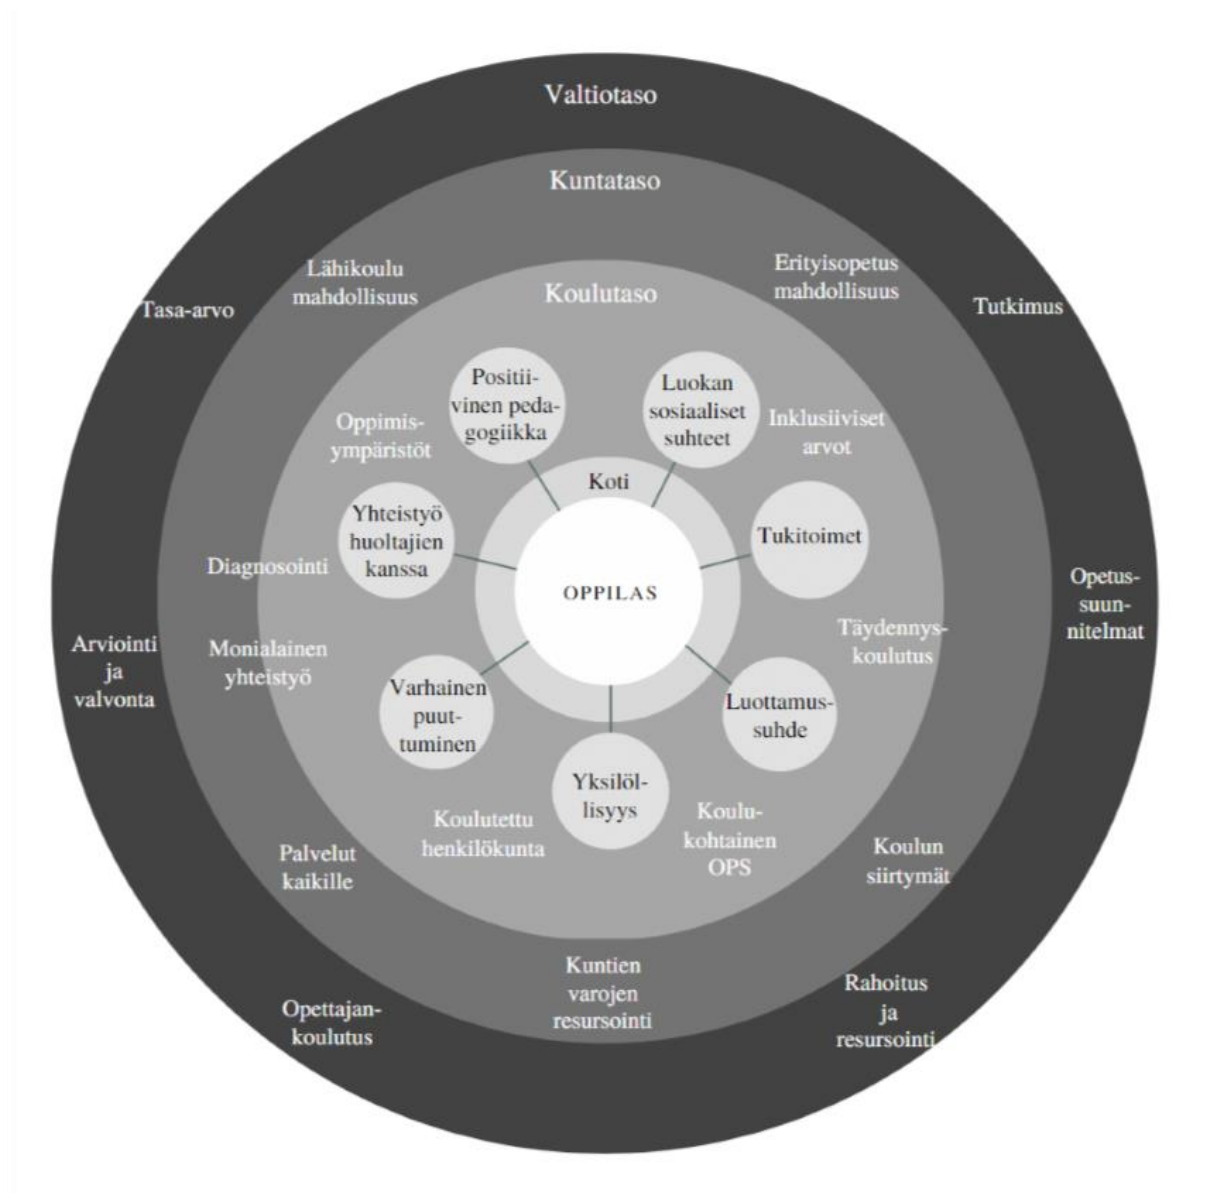 Valtiotaso
Kuntataso
Lähikoulu
mahdollisuus
Erityisopetus
mahdollisuus
Koulutaso
Tasa-arvo
Tutkimus
Positii-
vinen peda-
gogiikka
Luokan
sosiaaliset
suhteet
Oppimis-
ympäristöt
Inklusiiviset
arvot
Koti
Yhteistyö
huoltajien
kanssa
Tukitoimet
Diagnosointi
OPPILAS
Opetus-
suun-
nitelmat
Arviointi
ja
valvonta
Monialainen
yhteistyö
Täydennys-
koulutus
Varhainen
puut-
tuminen
Luottamus-
suhde
Yksilöl-
lisyys
Koulutettu
henkilökunta
Koulu-
kohtainen
OPS
Palvelut
kaikille
Koulun
siirtymät
Kuntien
varojen
resursointi
Opettajan-
koulutus
Rahoitus
ja
resursointi